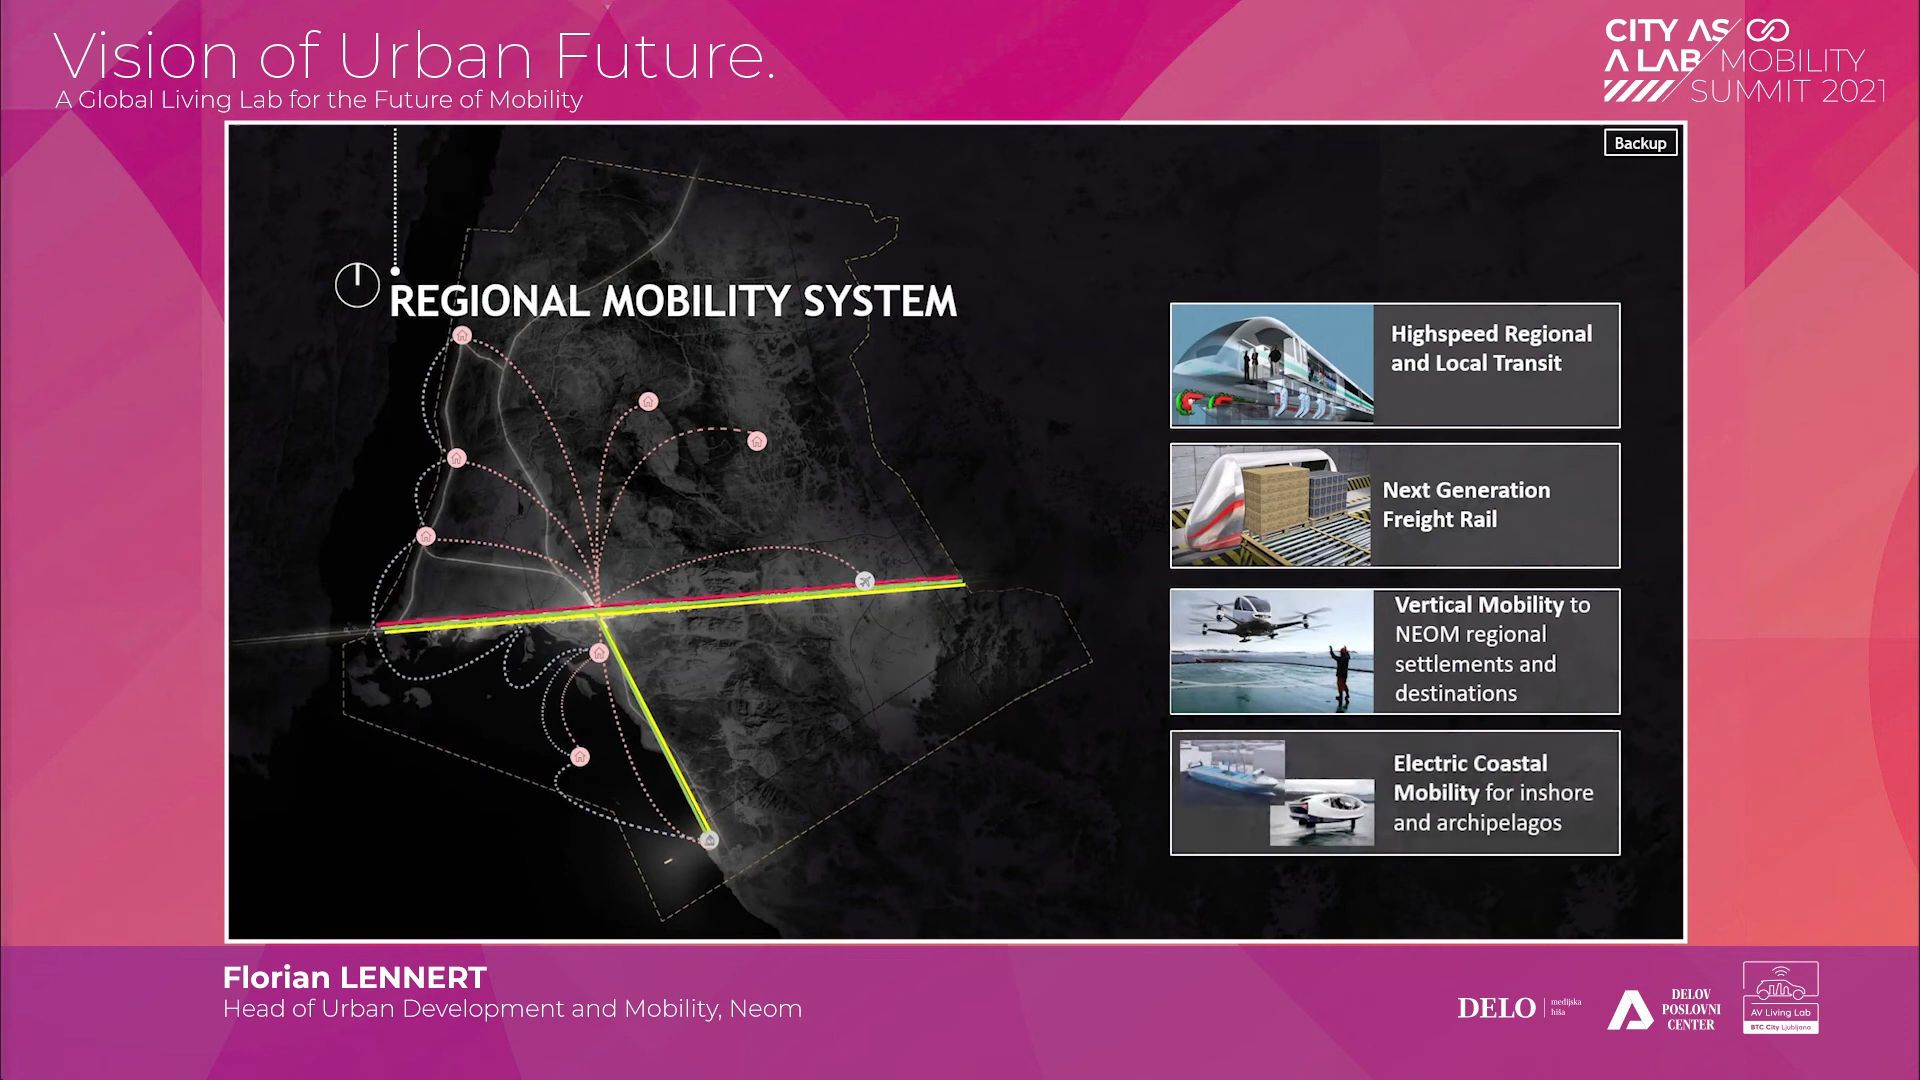 Vision of Urban Future.
A Global Living Lab for the Future of Mobility
CITY AS
A LAB MOBILITY
SUMMIT 2021
Backup
REGIONAL MOBILITY SYSTEM
Highspeed Regional
and Local Transit
Next Generation
Freight Rail
Vertical Mobility to
NEOM regional
settlements and
destinations
Electric Coastal
Mobility for inshore
and archipelagos
Florian LENNERT
Head of Urban Development and Mobility, Neom
DELO medijska
hiša
DELOV
POSLOVNI
CENTER
AV Living Lab
BTC City Ljubljana